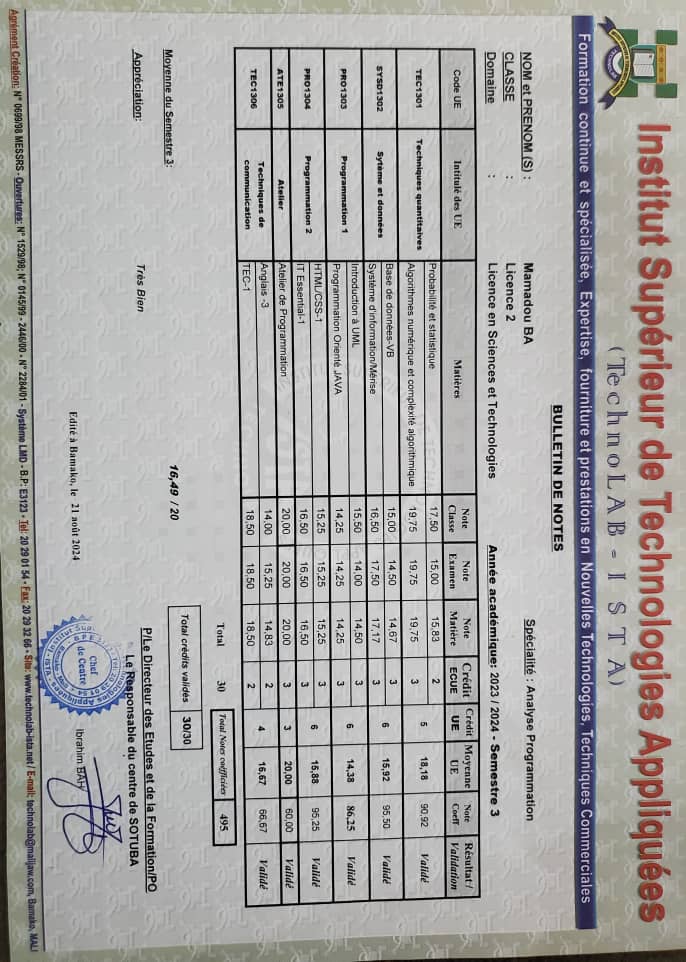 Institut Supérieur de Technologies Appliquées
(TechnoLAB - I S T A)
Formation continue et spécialisée, Expertise, fourniture et prestations en Nouvelles Technologies, Techniques Commerciales
BULLETIN DE NOTES
NOM et PRENOM (S) : Mamadou BA Spécialité : Analyse Programmation
CLASSE : Licence 2
Domaine : Licence en Sciences et Technologies Année académique: 2023 / 2024 - Semestre 3
Code UE Intitulé des UE Matières Note Classe Note Examen Note Matière Crédit ECUE Crédit UE Moyenne UE Note Coeff Résultat / Validation
TEC1301 Techniques quantitaives Probabilité et statistique 17,50 15,00 15,83 2 5 18,18 90,92 Validé
Algorithmes numérique et complexité algorithmique 19,75 19,75 19,75 3
SYSD1302 Sytème et données Base de données-VB 15,00 14,50 14,67 3 6 15,92 95,50 Validé
Système d'information/Mérise 16,50 17,50 17,17 3
PRO1303 Programmation 1 Introduction à UML 15,50 14,00 14,50 3 6 14,38 86,25 Validé
Programmation Orienté JAVA 14,25 14,25 14,25 3
PRO1304 Programmation 2 HTML/CSS-1 15,25 15,25 15,25 3 6 15,88 95,25 Validé
IT Essential-1 16,50 16,50 16,50 3
ATE1305 Atelier Atelier de Programmation 20,00 20,00 20,00 3 3 20,00 60,00 Validé
TEC1306 Techniques de communication Anglais -3 14,00 15,25 14,83 2 4 16,67 66,67 Validé
TEC-1 18,50 18,50 18,50 2
Total 30 Total Notes coéfficiées 495
Total crédits validés 30/30
Moyenne du Semestre 3: 16,49 / 20
Appréciation: Très Bien
P/Le Directeur des Etudes et de la Formation/PO
Le Responsable du centre de SOTUBA
Chef
de Centre
Ibrahim BAH
Edité à Bamako, le 21 août 2024
Agrément Création: N° 0699/98 MESSRS - Ouvertures: N° 1529/98; N° 0145/99 - 2446/00 - N° 2284/01 - Système LMD - B.P: E3123 - Tel: 20 29 01 54 - Fax: 20 29 32 66 - Site: www.technolab-ista.net / E-mail: technolab@malijaw.com, Bamako, MALI